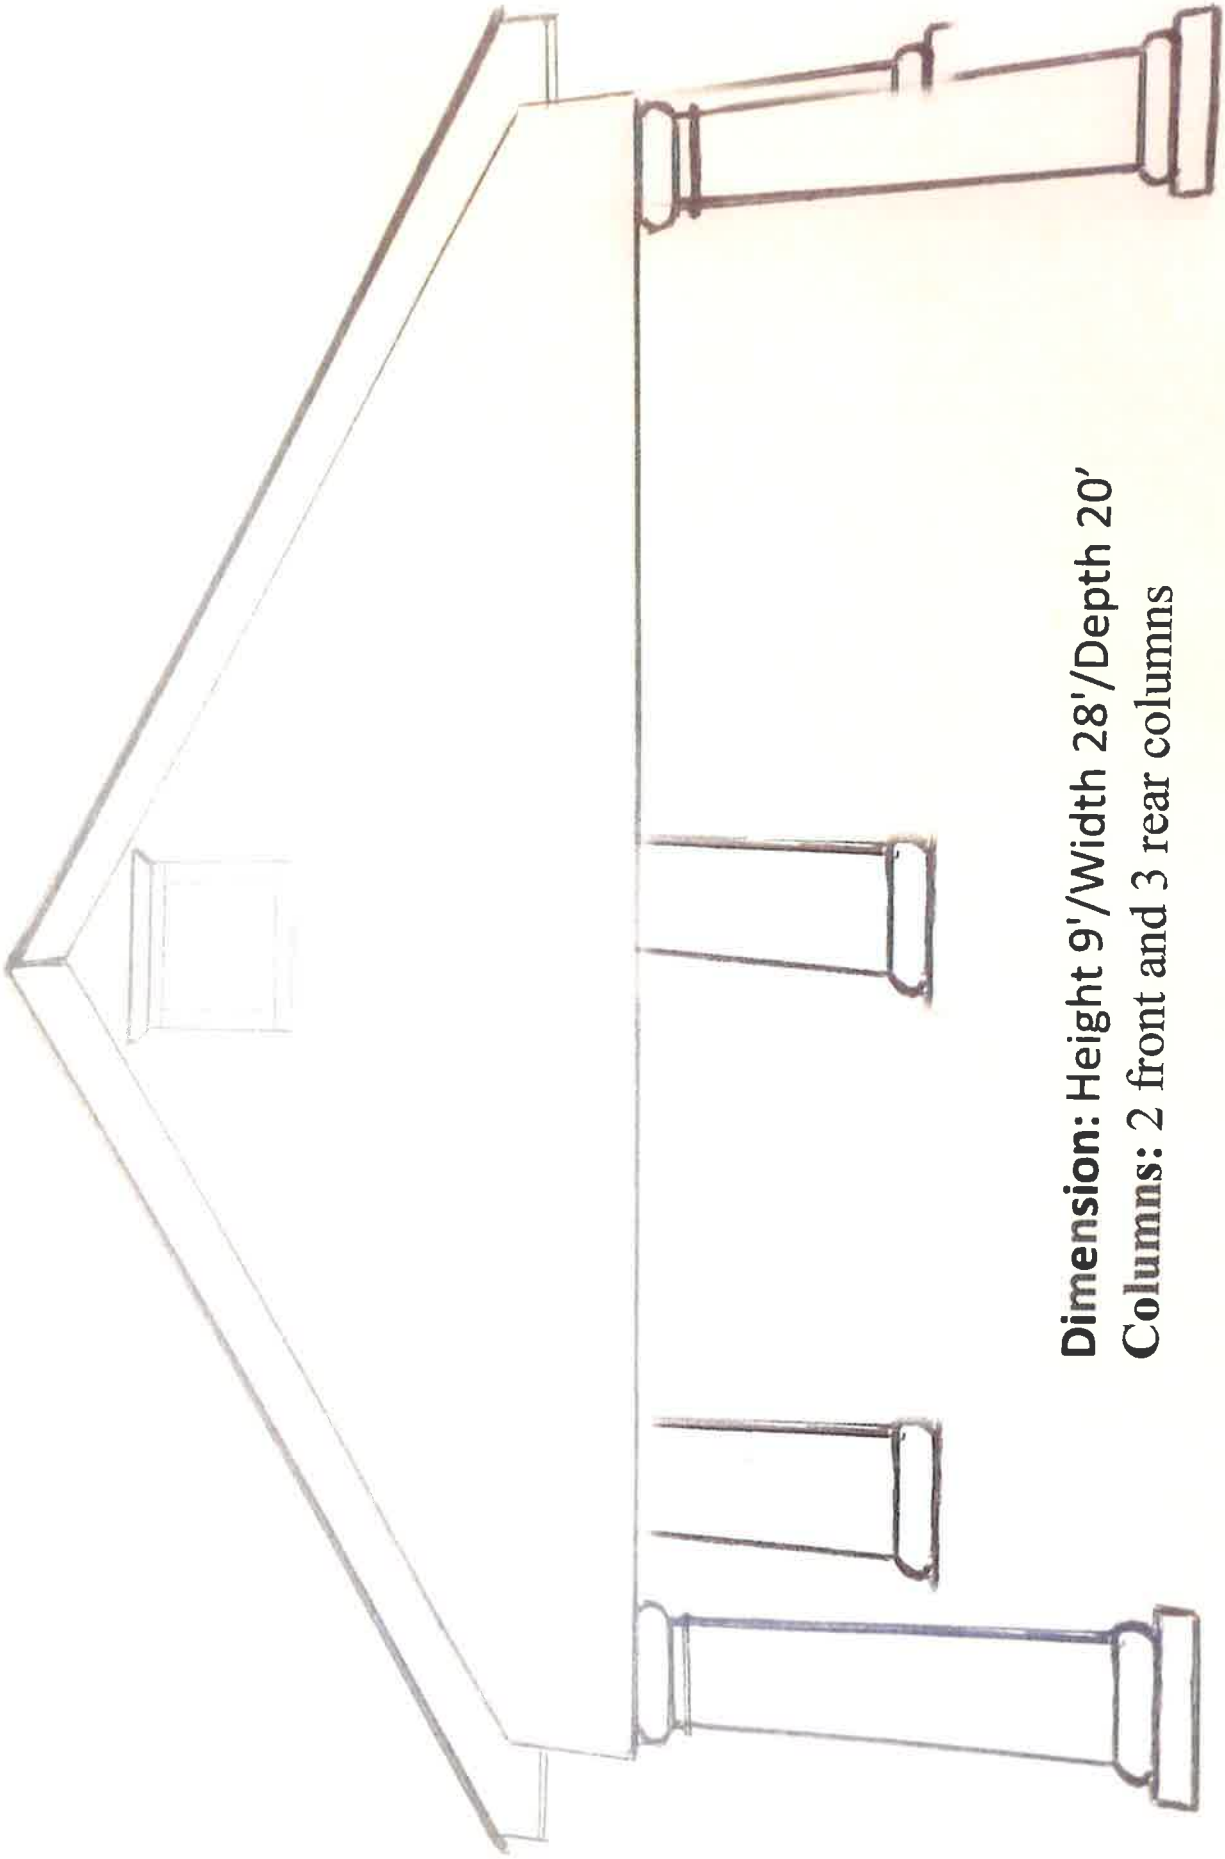 Dimension: Height 9'/Width 28'/Depth 20'
Columns: 2 front and 3 rear columns